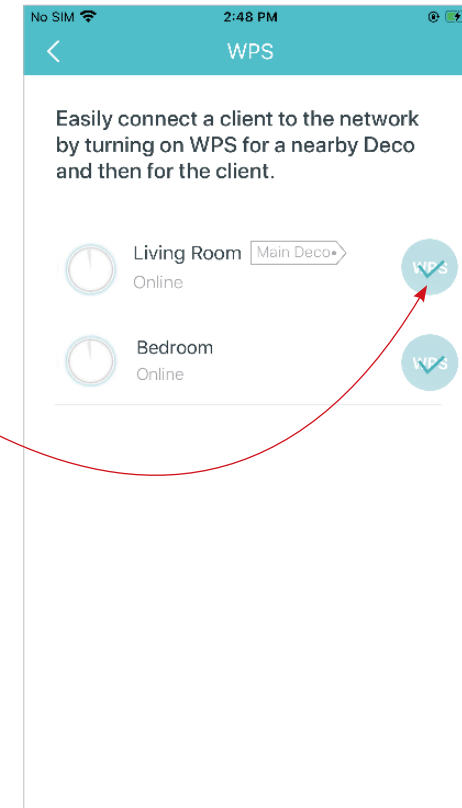 No SIM 2:48 PM
WPS
Easily connect a client to the network
by turning on WPS for a nearby Deco
and then for the client.
Living Room Main Deco
WPS
Online
Bedroom
WPS
Online